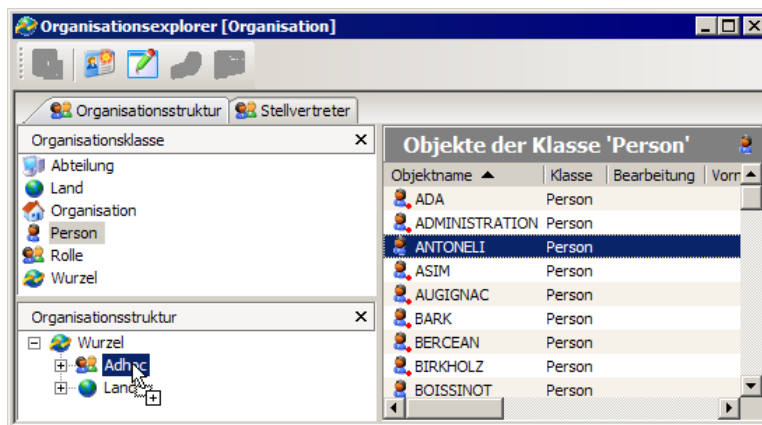 Organisationsexplorer [Organisation]
Organisationsstruktur
Stellvertreter
Organisationsklasse
Abteilung
Land
Organisation
Person
Rolle
Wurzel
Organisationsstruktur
Wurzel
Adhoc
Land
Objekte der Klasse 'Person'
Objektname Klasse Bearbeitung Vorn
ADA Person
ADMINISTRATION Person
ANTONELI Person
ASIM Person
AUGIGNAC Person
BARK Person
BERCEAN Person
BIRKHOLZ Person
BOISSINOT Person